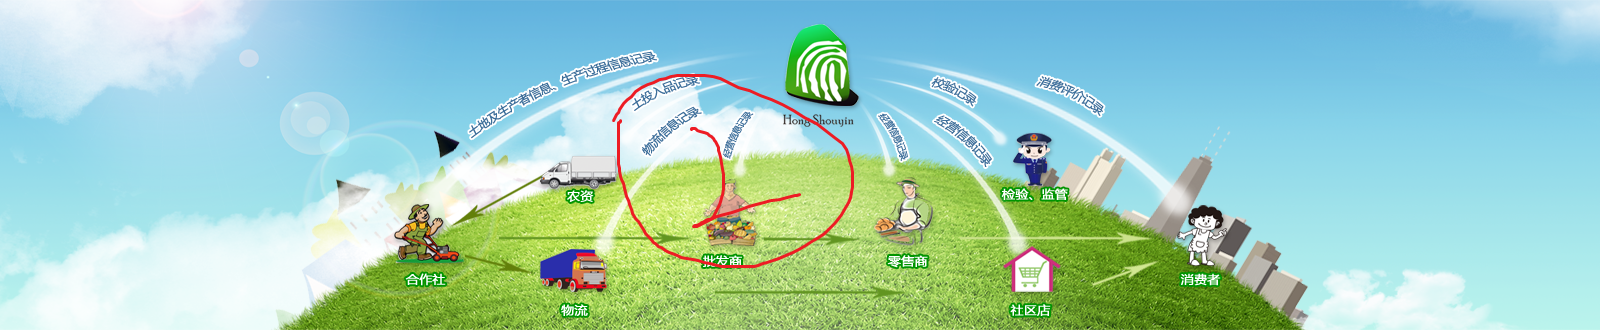 土地及生产者信息、生产过程信息记录
土投入品记录
物流信息记录
经营信息记录
Hong Shouyin
经营信息记录
校验记录
经营信息记录
消费评价记录
农资
检验、监管
合作社
批发商
零售商
消费者
物流
社区店
2